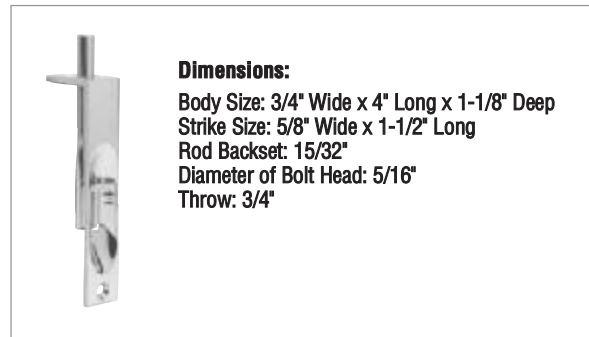 Dimensions:
Body Size: 3/4" Wide x 4" Long x 1-1/8" Deep
Strike Size: 5/8" Wide x 1-1/2" Long
Rod Backset: 15/32"
Diameter of Bolt Head: 5/16"
Throw: 3/4"